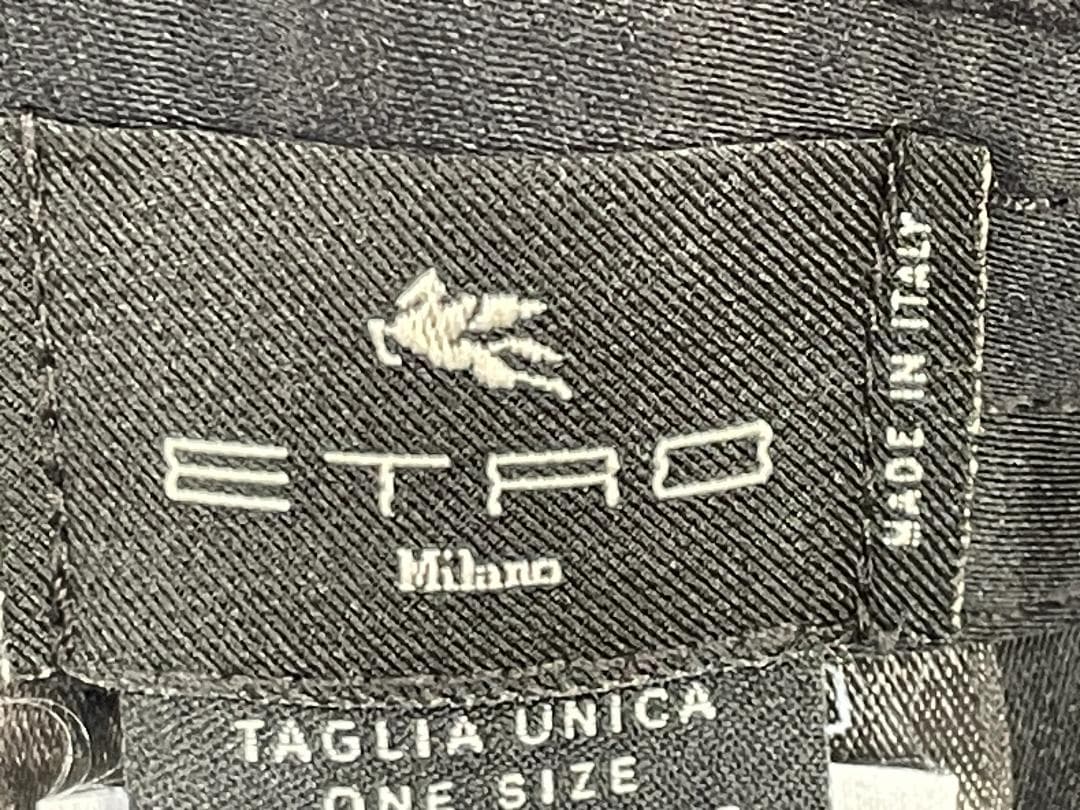 ETRO
Milano
MADE IN ITALY
TAGLIA UNICA
ONE SIZE